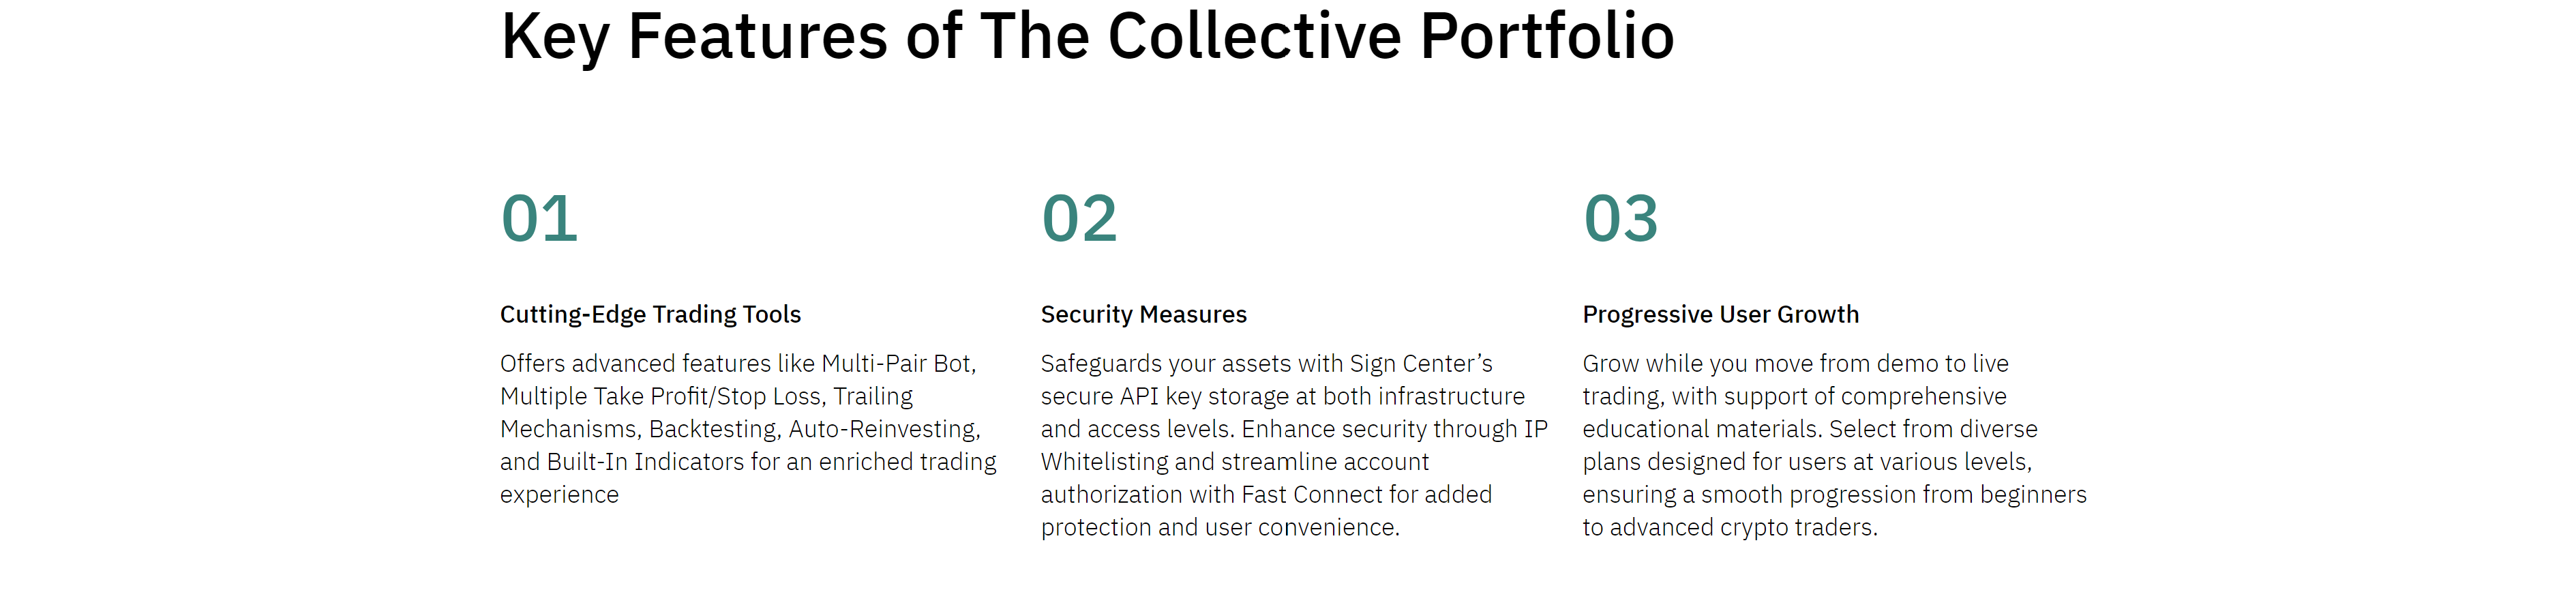 Key Features of The Collective Portfolio
01
Cutting-Edge Trading Tools
Offers advanced features like Multi-Pair Bot,
Multiple Take Profit/Stop Loss, Trailing
Mechanisms, Backtesting, Auto-Reinvesting,
and Built-In Indicators for an enriched trading
experience
02
Security Measures
Safeguards your assets with Sign Center’s
secure API key storage at both infrastructure
and access levels. Enhance security through IP
Whitelisting and streamline account
authorization with Fast Connect for added
protection and user convenience.
03
Progressive User Growth
Grow while you move from demo to live
trading, with support of comprehensive
educational materials. Select from diverse
plans designed for users at various levels,
ensuring a smooth progression from beginners
to advanced crypto traders.